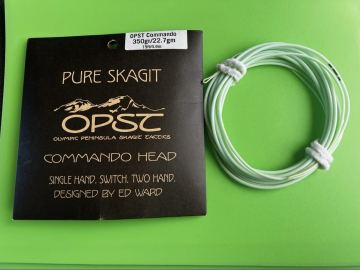 OPST Commando
350gr/22.7gm
PURE SKAGIT
OPST
OLYMPIC PENINSULA SKAGIT TACTICS
COMMANDO HEAD
SINGLE HAND, SWITCH, TWO HAND.
DESIGNED BY ED WARD